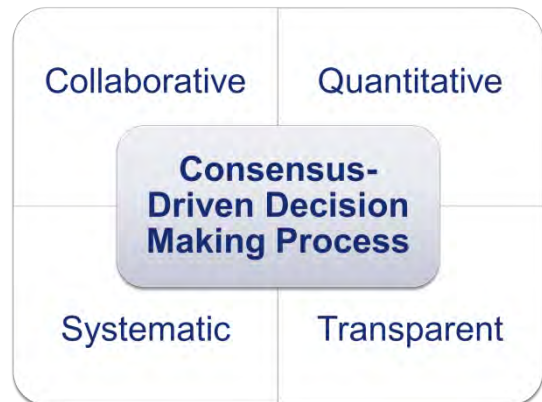 Collaborative
Quantitative
Consensus-
Driven Decision
Making Process
Systematic
Transparent